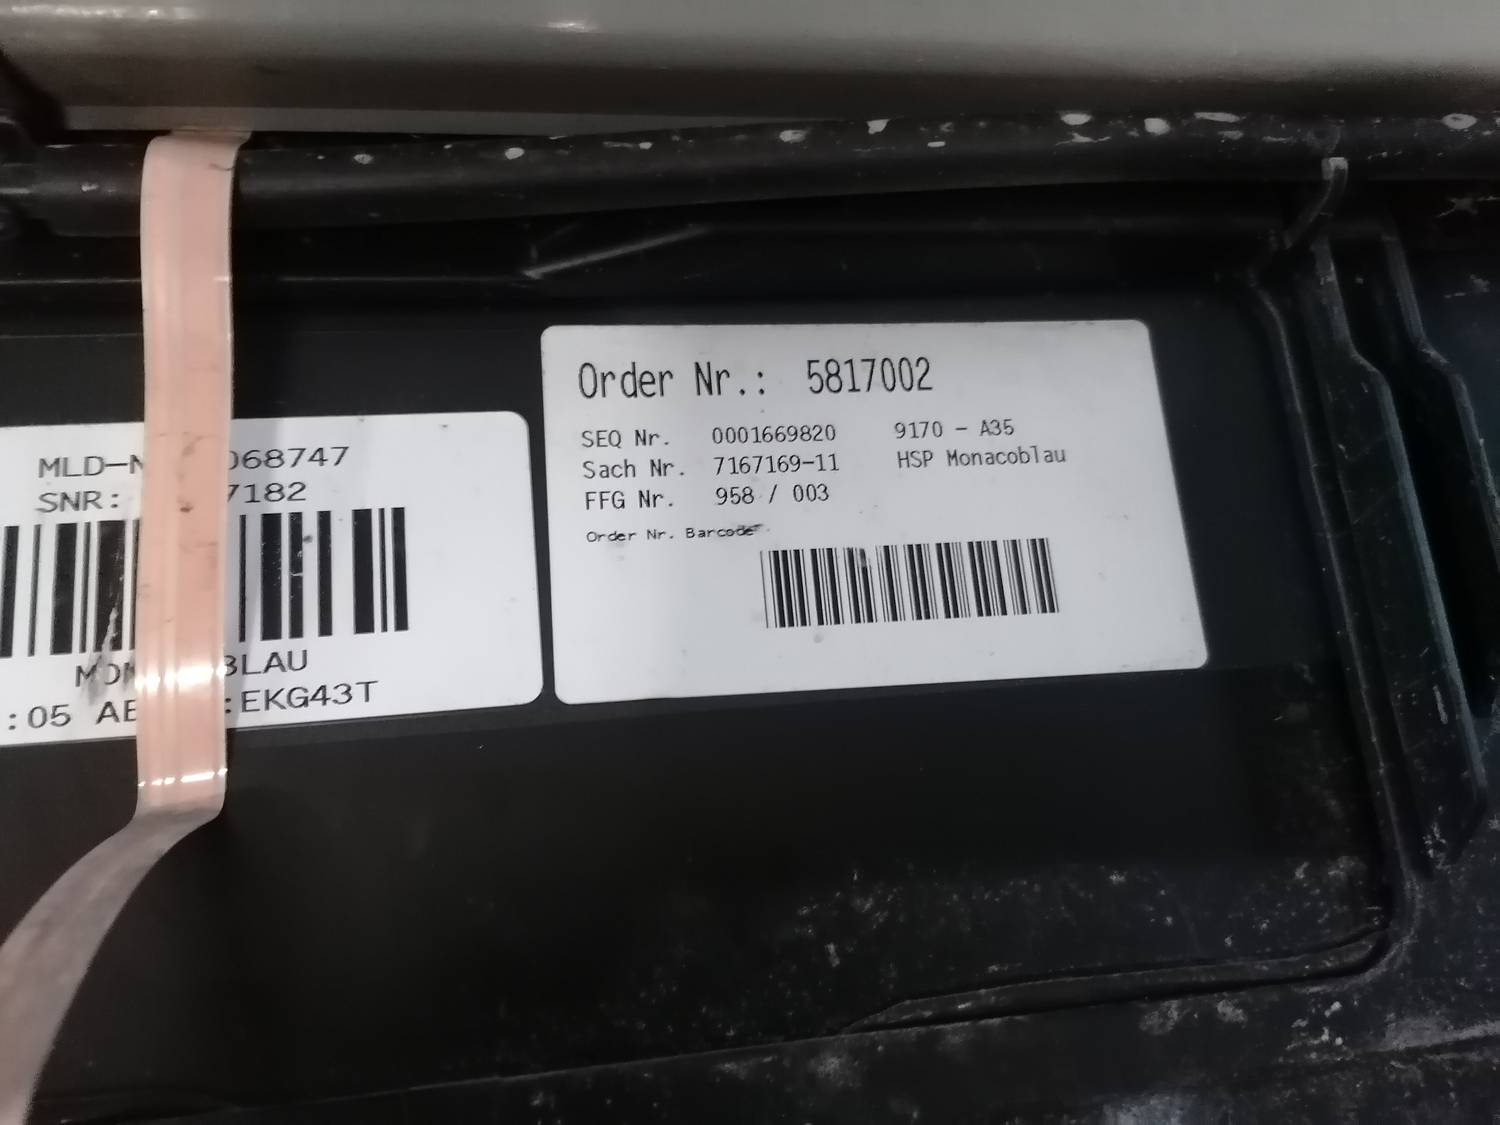 MLD-N 068747
SNR: 7182
BLAU
:05 :EKG43T
Order Nr.: 5817002
SEQ Nr. 0001669820 9170 - A35
Sach Nr. 7167169-11 HSP Monacoblau
FFG Nr. 958 / 003
Order Nr. Barcode